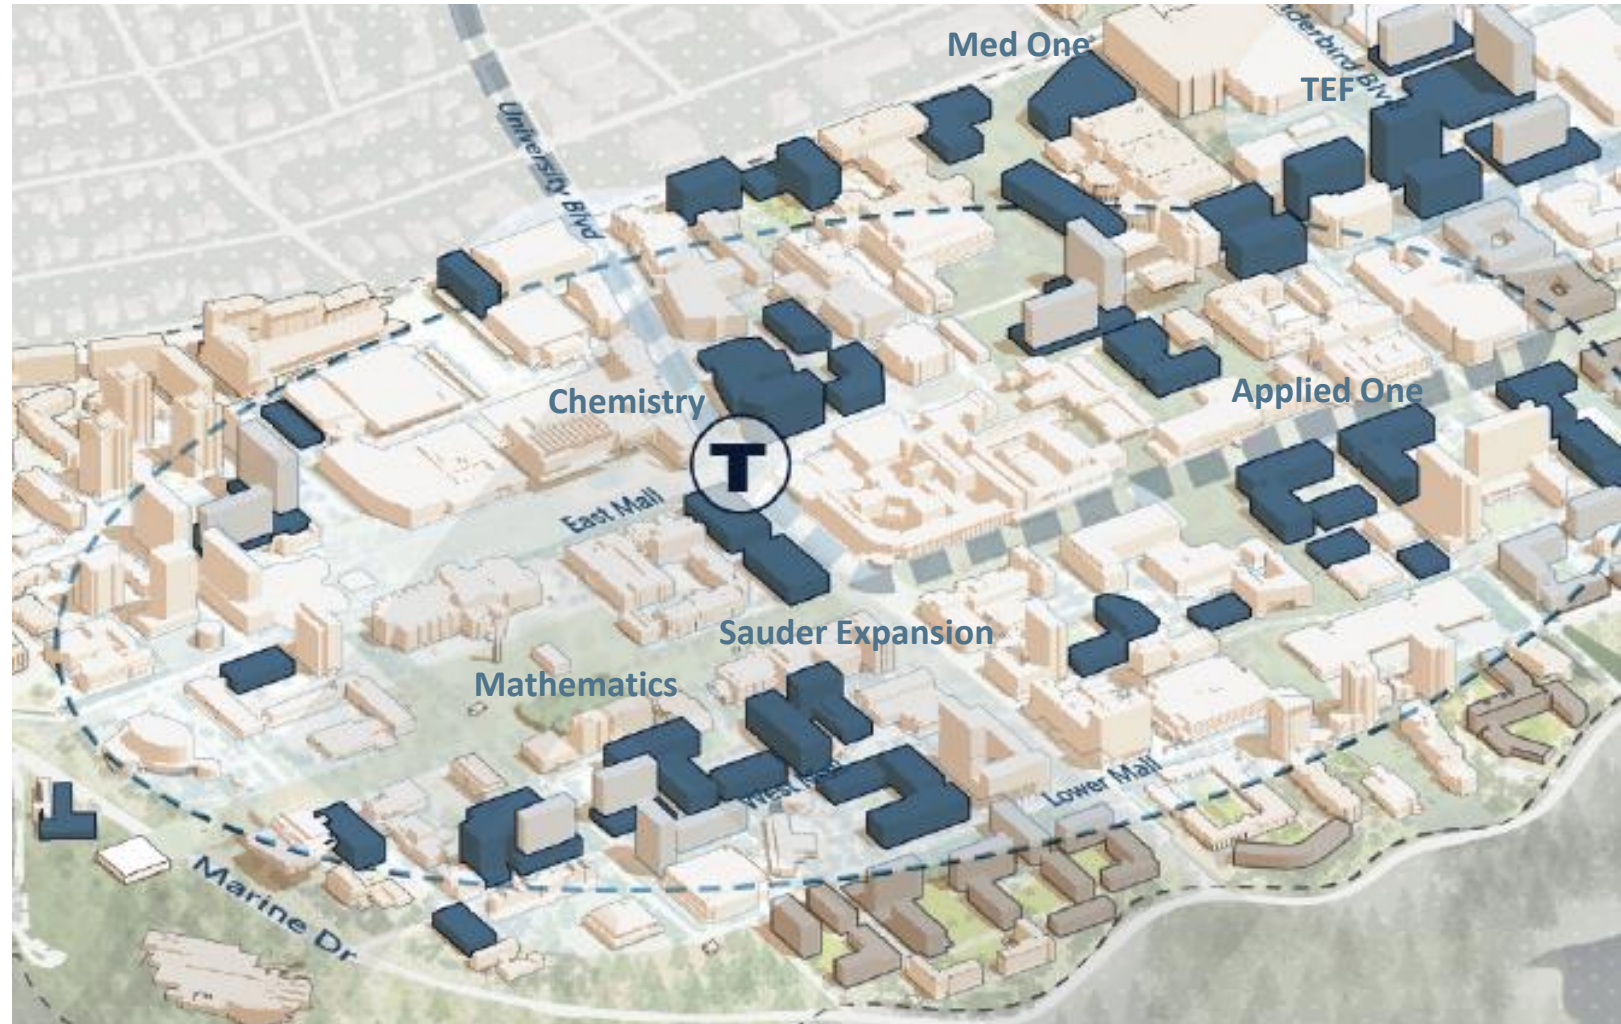 Med One
TEF
University Blvd
Chemistry
T
Applied One
East Mall
Sauder Expansion
Mathematics
Lower Mall
Marine Dr